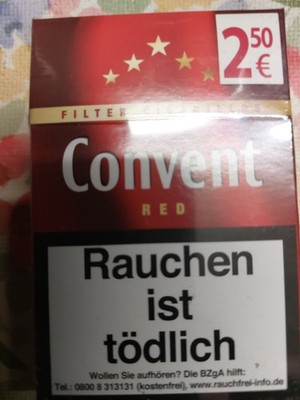 2 50 €
FILTER CIGARILLOS
Convent
RED
Rauchen
ist
tödlich
Wollen Sie aufhören? Die BZgA hilft:
Tel.: 0800 8 313131 (kostenfrei), www.rauchfrei-info.de